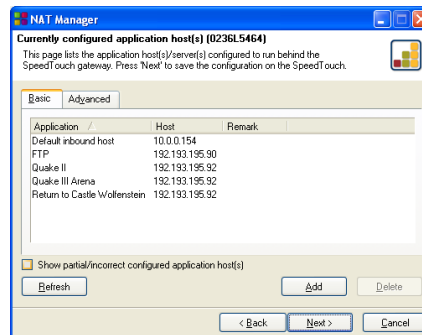 NAT Manager
Currently configured application host(s) (0236L5464)
This page lists the application host(s)/server(s) configured to run behind the
SpeedTouch gateway. Press 'Next' to save the configuration on the SpeedTouch.
Basic Advanced
Application Host Remark
Default inbound host 10.0.0.154
FTP 192.193.195.90
Quake II 192.193.195.92
Quake III Arena 192.193.195.92
Return to Castle Wolfenstein 192.193.195.92
Show partial/incorrect configured application host(s)
Refresh Add Delete
< Back Next > Cancel